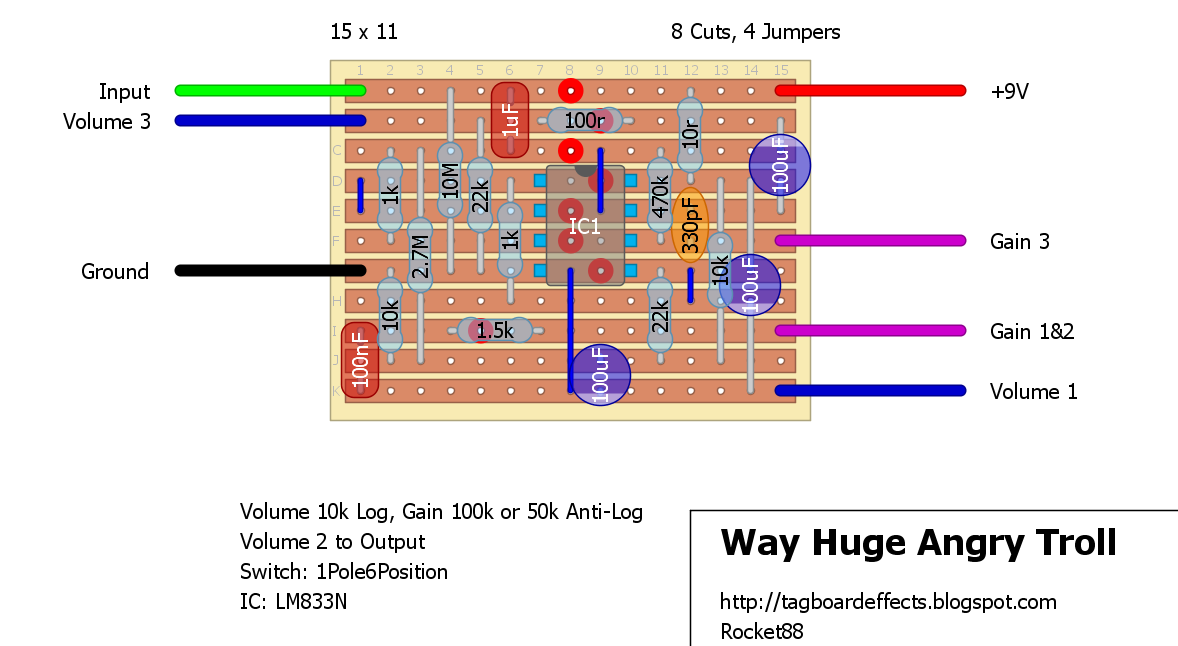 15 x 11
8 Cuts, 4 Jumpers
1 2 3 4 5 6 7 8 9 10 11 12 13 14 15
Input
+9V
Volume 3
1uF
100r
10r
C
100uF
D
1k
10M
22k
470k
E
IC1
330pF
F
1k
2.7M
Gain 3
Ground
10k
100uF
H
10k
22k
I
1.5k
Gain 1&2
100nF
J
100uF
K
Volume 1
Volume 10k Log, Gain 100k or 50k Anti-Log
Volume 2 to Output
Switch: 1Pole6Position
IC: LM833N
Way Huge Angry Troll
http://tagboardeffects.blogspot.com
Rocket88